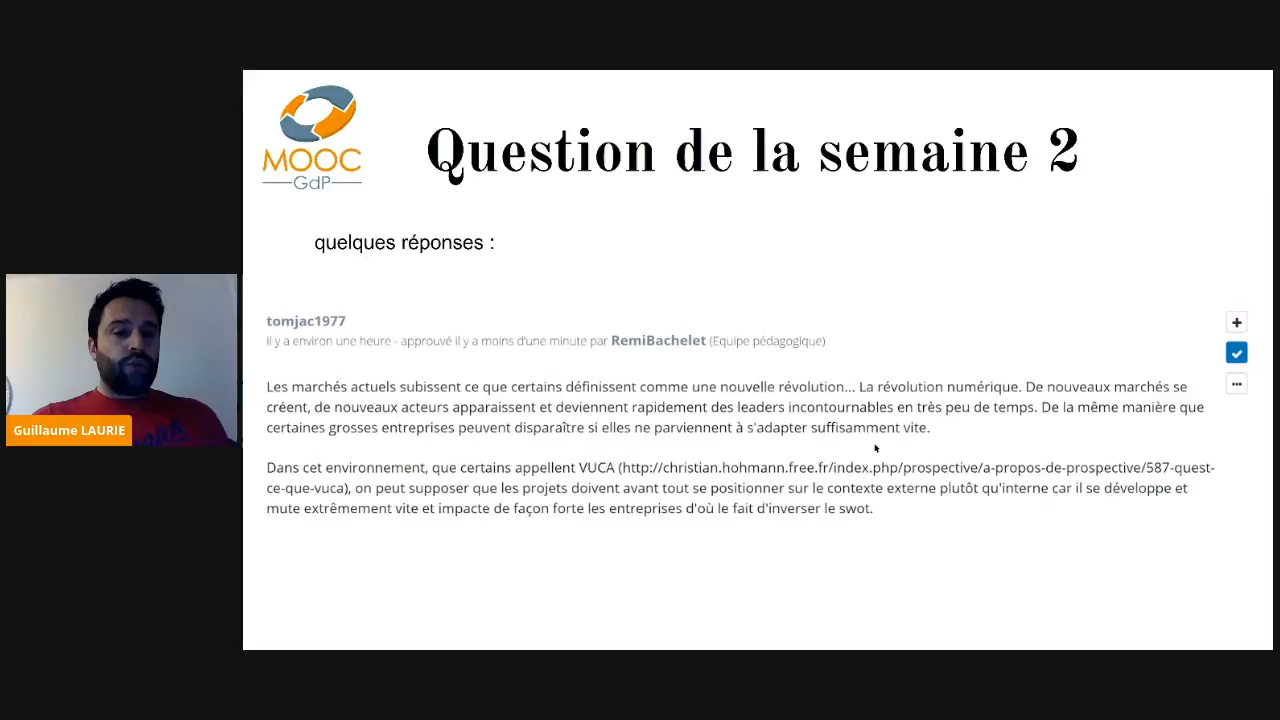 MOOC
GdP
Question de la semaine 2
quelques réponses :
tomjac1977
il y a environ une heure - approuvé il y a moins d'une minute par RemiBachelet (Equipe pédagogique)
Les marchés actuels subissent ce que certains définissent comme une nouvelle révolution... La révolution numérique. De nouveaux marchés se
créent, de nouveaux acteurs apparaissent et deviennent rapidement des leaders incontournables en très peu de temps. De la même manière que
certaines grosses entreprises peuvent disparaître si elles ne parviennent à s'adapter suffisamment vite.
Dans cet environnement, que certains appellent VUCA (http://christian.hohmann.free.fr/index.php/prospective/a-propos-de-prospective/587-quest-
ce-que-vuca), on peut supposer que les projets doivent avant tout se positionner sur le contexte externe plutôt qu'interne car il se développe et
mute extrêmement vite et impacte de façon forte les entreprises d'où le fait d'inverser le swot.
Guillaume LAURIE